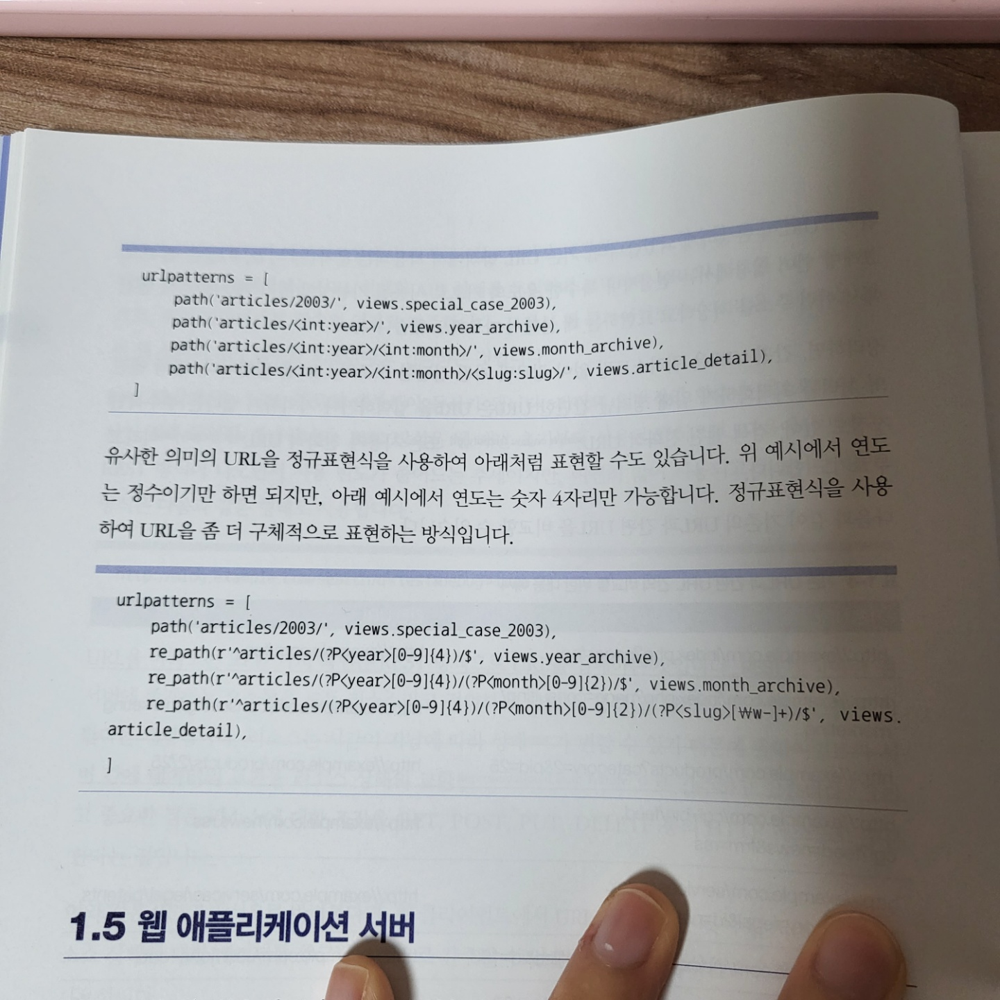 urlpatterns = [
path('articles/2003/', views.special_case_2003),
path('articles/<int:year>/', views.year_archive),
path('articles/<int:year>/<int:month>/', views.month_archive),
path('articles/<int:year>/<int:month>/<slug:slug>/', views.article_detail),
]
유사한 의미의 URL을 정규표현식을 사용하여 아래처럼 표현할 수도 있습니다. 위 예시에서 연도
는 정수이기만 하면 되지만, 아래 예시에서 연도는 숫자 4자리만 가능합니다. 정규표현식을 사용
하여 URL을 좀 더 구체적으로 표현하는 방식입니다.
urlpatterns = [
path('articles/2003/', views.special_case_2003),
re_path(r'^articles/(?P<year>[0-9]{4})/$', views.year_archive),
re_path(r'^articles/(?P<year>[0-9]{4})/(?P<month>[0-9]{2})/$', views.month_archive),
re_path(r'^articles/(?P<year>[0-9]{4})/(?P<month>[0-9]{2})/(?P<slug>[₩w-]+)/$', views.
article_detail),
]
1.5 웹 애플리케이션 서버